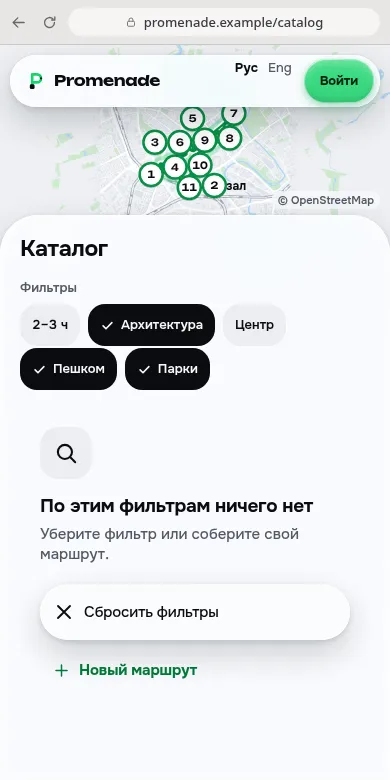 promenade.example/catalog
Promenade
Рус Eng
Войти
5
7
3 6 9 8
1 4 10
11 2 зал
© OpenStreetMap
Каталог
Фильтры
2–3 ч Архитектура Центр
Пешком Парки
По этим фильтрам ничего нет
Уберите фильтр или соберите свой
маршрут.
Сбросить фильтры
Новый маршрут